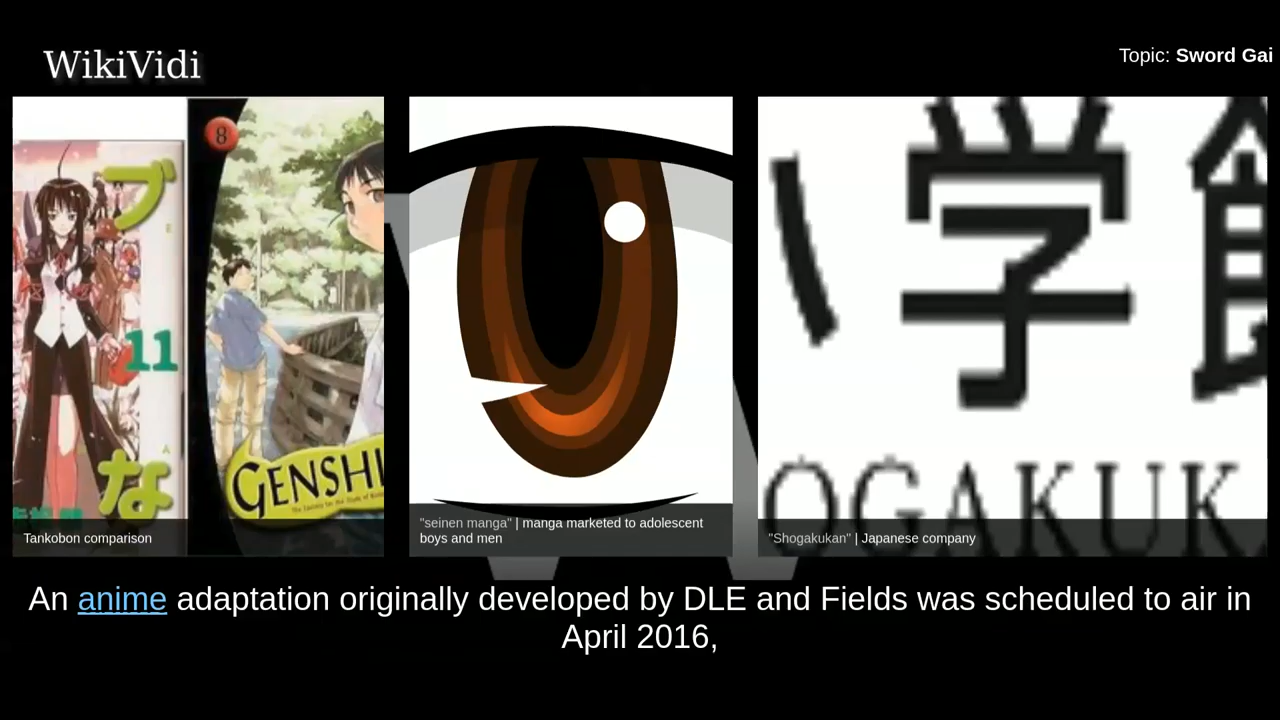 WikiVidi
Topic: Sword Gai
8
ブ
11
な
GENSHI
学
OGAKUK
Tankobon comparison
"seinen manga" | manga marketed to adolescent
boys and men
"Shogakukan" | Japanese company
An anime adaptation originally developed by DLE and Fields was scheduled to air in
April 2016,